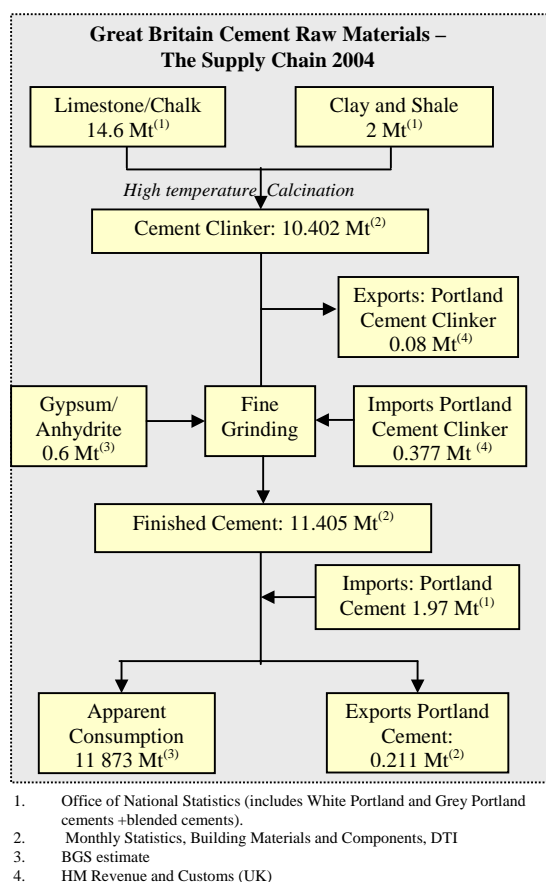 Great Britain Cement Raw Materials –
The Supply Chain 2004
Limestone/Chalk
14.6 Mt(1)
Clay and Shale
2 Mt(1)
High temperature Calcination
Cement Clinker: 10.402 Mt(2)
Exports: Portland
Cement Clinker
0.08 Mt(4)
Gypsum/
Anhydrite
0.6 Mt(3)
Fine
Grinding
Imports Portland
Cement Clinker
0.377 Mt (4)
Finished Cement: 11.405 Mt(2)
Imports: Portland
Cement 1.97 Mt(1)
Apparent
Consumption
11 873 Mt(3)
Exports Portland
Cement:
0.211 Mt(2)
1. Office of National Statistics (includes White Portland and Grey Portland
cements +blended cements).
2. Monthly Statistics, Building Materials and Components, DTI
3. BGS estimate
4. HM Revenue and Customs (UK)